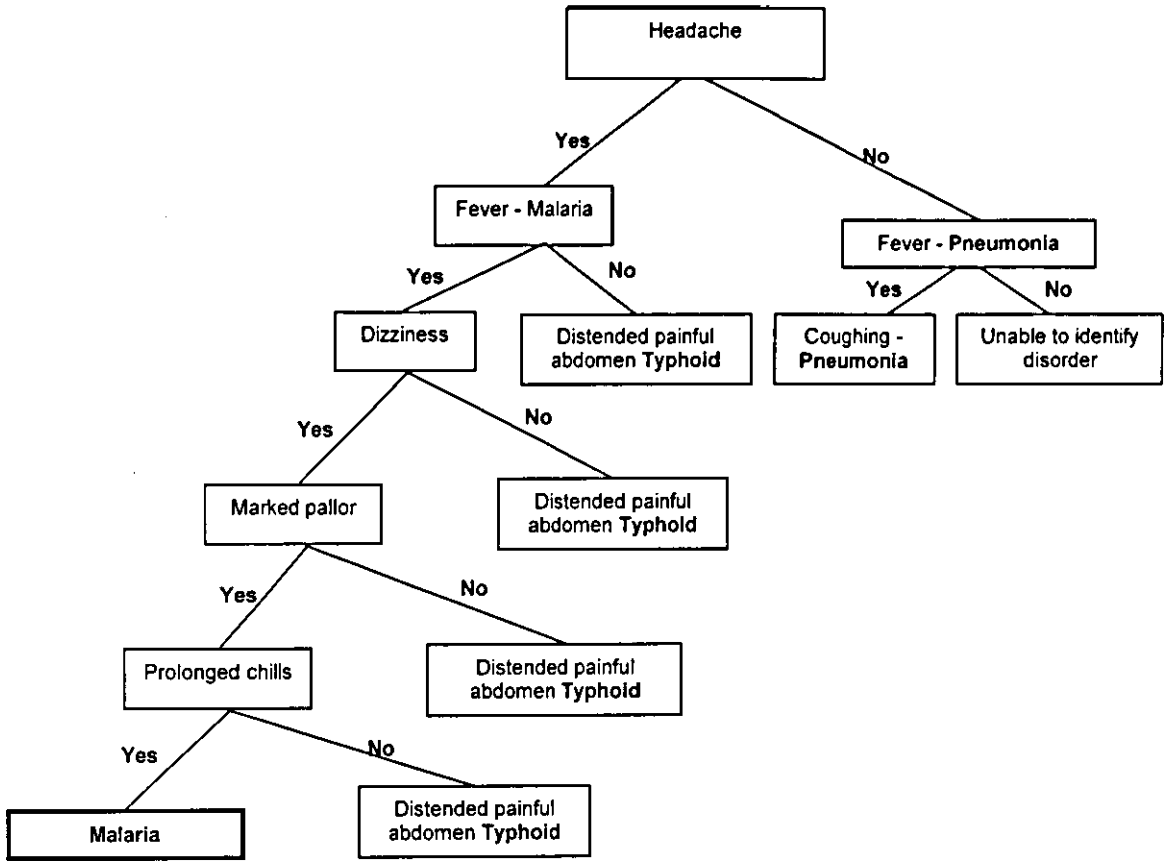 Headache
Yes
No
Fever - Malaria
Fever - Pneumonia
Yes
No
Yes
No
Dizziness
Distended painful
abdomen Typhoid
Coughing -
Pneumonia
Unable to identify
disorder
Yes
No
Marked pallor
Distended painful
abdomen Typhoid
Yes
No
Prolonged chills
Distended painful
abdomen Typhoid
Yes
No
Malaria
Distended painful
abdomen Typhoid